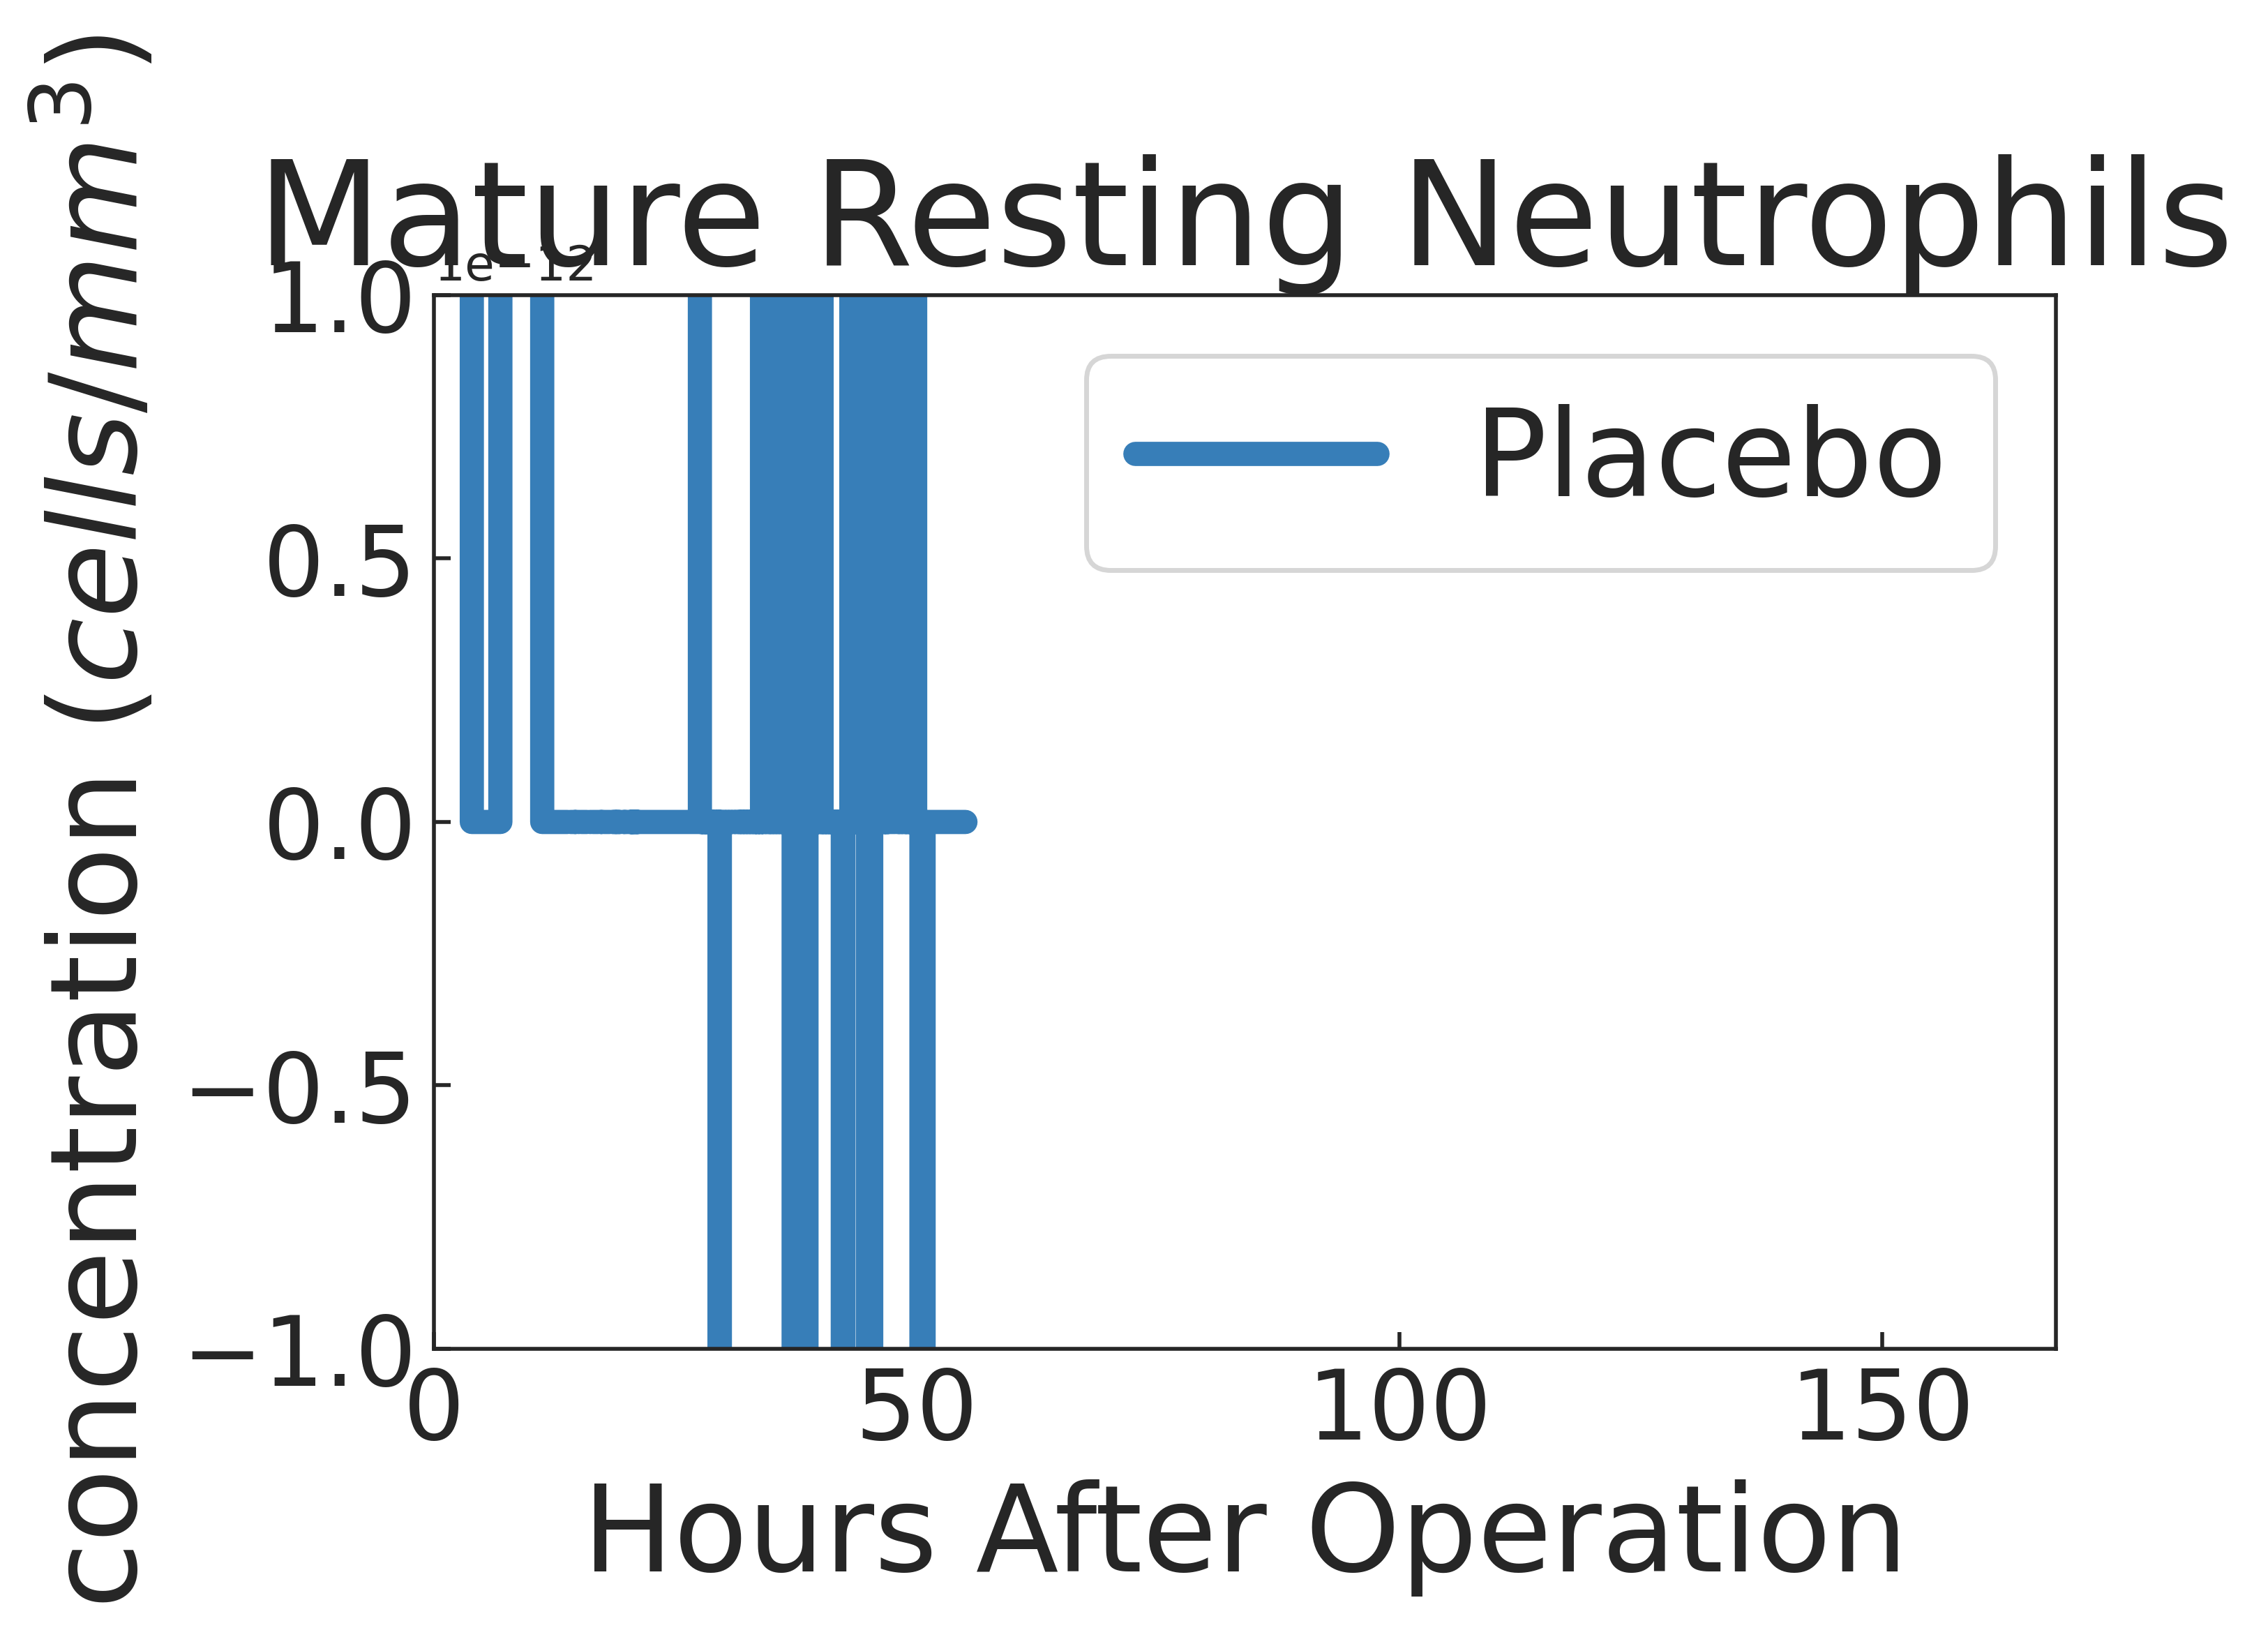 Mature Resting Neutrophils
1e−12
concentration (cells/mm³)
1.0
0.5
0.0
−0.5
−1.0
Placebo
0 50 100 150
Hours After Operation